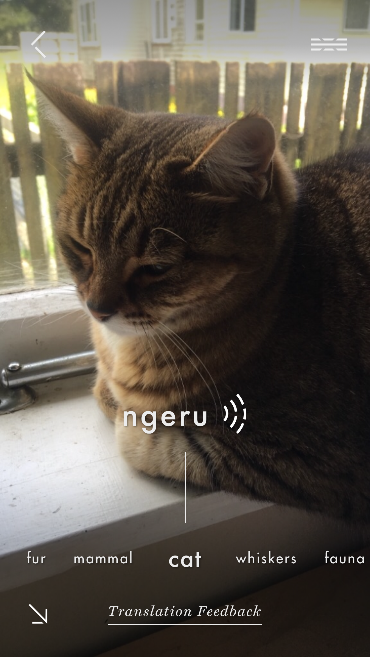 ngeru
fur mammal cat whiskers fauna
Translation Feedback